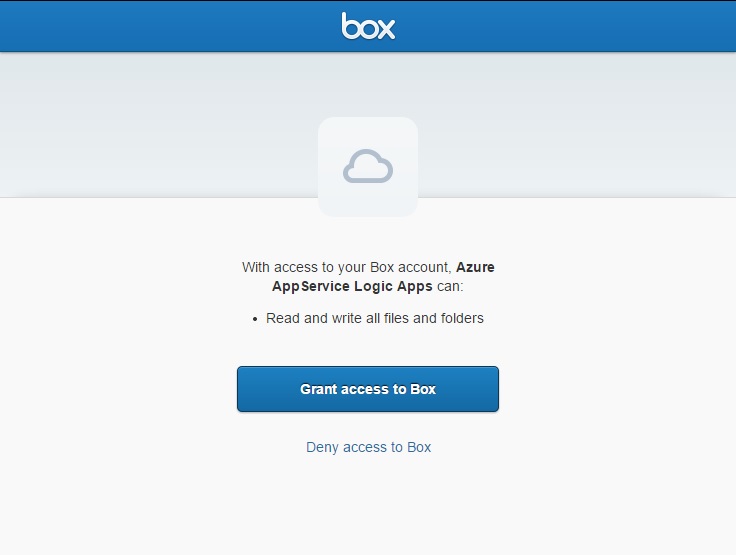 box
With access to your Box account, Azure
AppService Logic Apps can:
• Read and write all files and folders
Grant access to Box
Deny access to Box